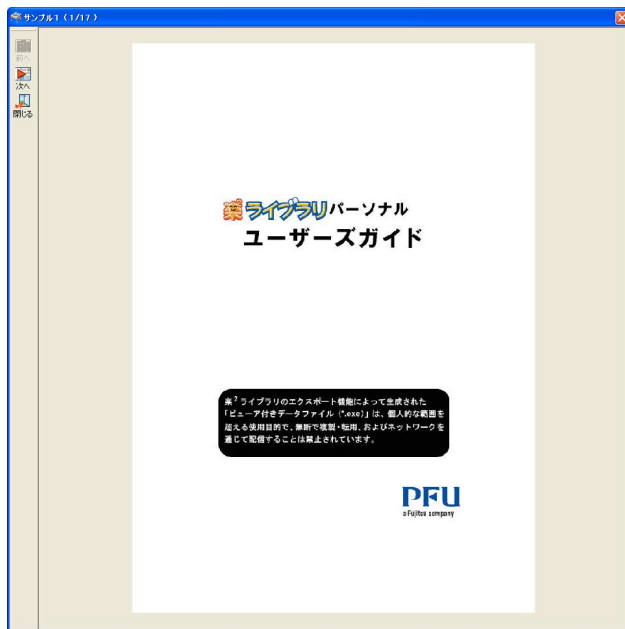 サンプル1 (1/17)
前へ
次へ
閉じる
楽ライブラリパーソナル
ユーザーズガイド
楽²ライブラリのエクスポート機能によって生成された
「ビューア付きデータファイル (*.exe)」は、個人的な範囲を
超える使用目的で、無断で複製・転用、およびネットワークを
通じて配信することは禁止されています。
PFU
a Fujitsu company